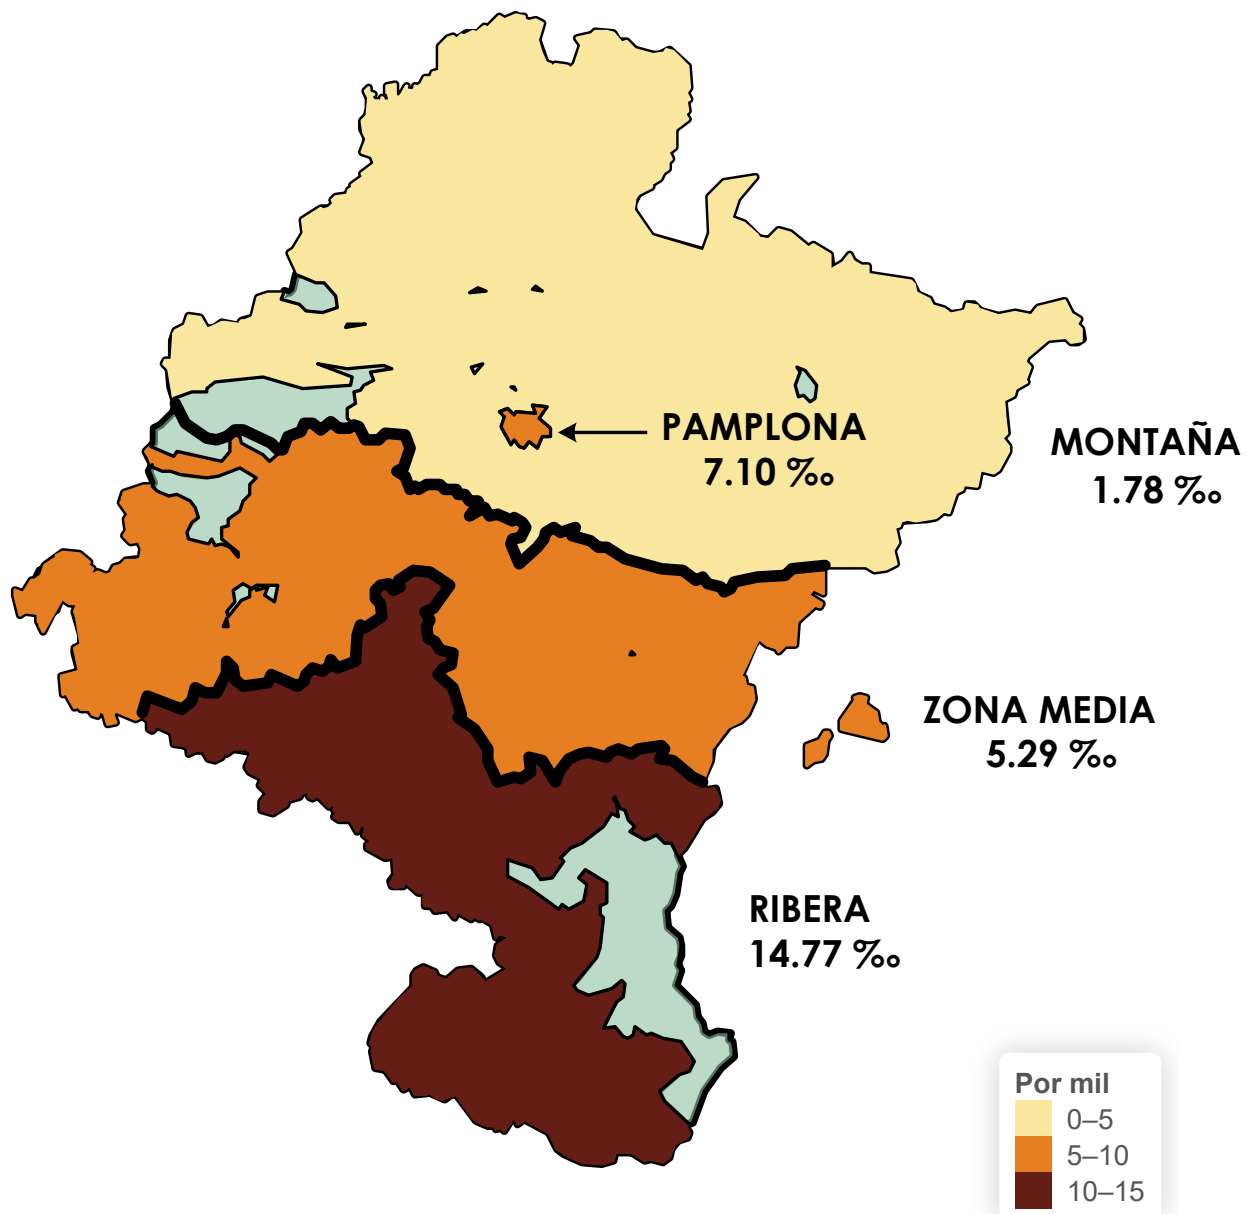 PAMPLONA
7.10 ‰
MONTAÑA
1.78 ‰
ZONA MEDIA
5.29 ‰
RIBERA
14.77 ‰
Por mil
0–5
5–10
10–15